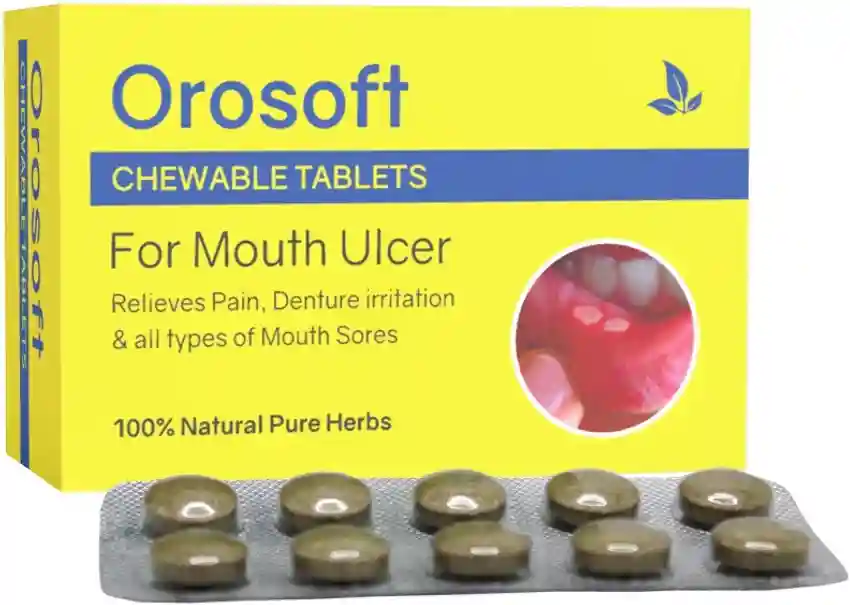 Orosoft
CHEWABLE TABLETS
For Mouth Ulcer
Relieves Pain, Denture irritation
& all types of Mouth Sores
100% Natural Pure Herbs
Orosoft
CHEWABLE TABLETS